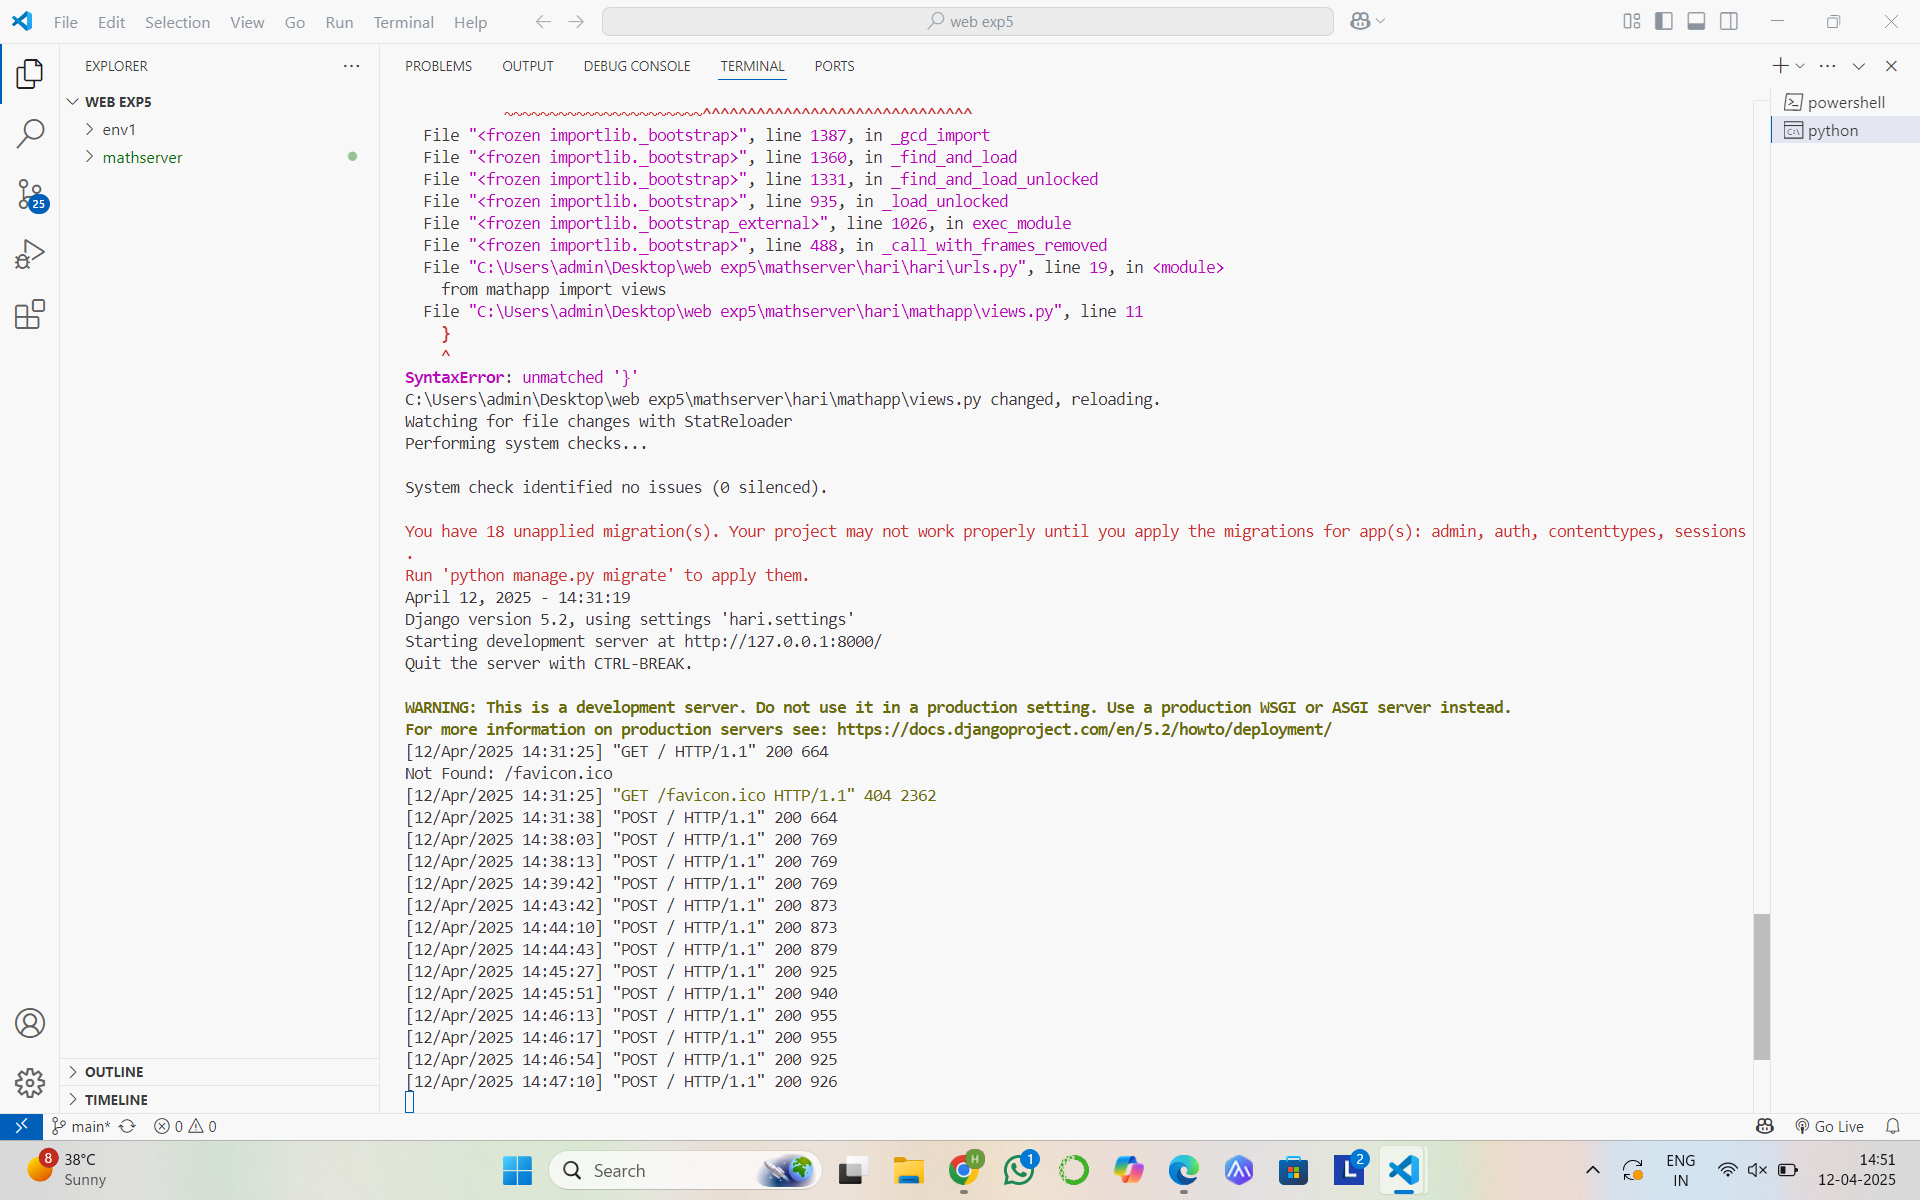 File Edit Selection View Go Run Terminal Help
web exp5
EXPLORER
WEB EXP5
env1
mathserver
25
PROBLEMS OUTPUT DEBUG CONSOLE TERMINAL PORTS
powershell
python
~~~~~~~~~~~~~~~~~~~~~~^^^^^^^^^^^^^^^^^^^^^^^^^^^^^^
File "<frozen importlib._bootstrap>", line 1387, in _gcd_import
File "<frozen importlib._bootstrap>", line 1360, in _find_and_load
File "<frozen importlib._bootstrap>", line 1331, in _find_and_load_unlocked
File "<frozen importlib._bootstrap>", line 935, in _load_unlocked
File "<frozen importlib._bootstrap_external>", line 1026, in exec_module
File "<frozen importlib._bootstrap>", line 488, in _call_with_frames_removed
File "C:\Users\admin\Desktop\web exp5\mathserver\hari\hari\urls.py", line 19, in <module>
from mathapp import views
File "C:\Users\admin\Desktop\web exp5\mathserver\hari\mathapp\views.py", line 11
}
^
SyntaxError: unmatched '}'
C:\Users\admin\Desktop\web exp5\mathserver\hari\mathapp\views.py changed, reloading.
Watching for file changes with StatReloader
Performing system checks...
System check identified no issues (0 silenced).
You have 18 unapplied migration(s). Your project may not work properly until you apply the migrations for app(s): admin, auth, contenttypes, sessions
.
Run 'python manage.py migrate' to apply them.
April 12, 2025 - 14:31:19
Django version 5.2, using settings 'hari.settings'
Starting development server at http://127.0.0.1:8000/
Quit the server with CTRL-BREAK.
WARNING: This is a development server. Do not use it in a production setting. Use a production WSGI or ASGI server instead.
For more information on production servers see: https://docs.djangoproject.com/en/5.2/howto/deployment/
[12/Apr/2025 14:31:25] "GET / HTTP/1.1" 200 664
Not Found: /favicon.ico
[12/Apr/2025 14:31:25] "GET /favicon.ico HTTP/1.1" 404 2362
[12/Apr/2025 14:31:38] "POST / HTTP/1.1" 200 664
[12/Apr/2025 14:38:03] "POST / HTTP/1.1" 200 769
[12/Apr/2025 14:38:13] "POST / HTTP/1.1" 200 769
[12/Apr/2025 14:39:42] "POST / HTTP/1.1" 200 769
[12/Apr/2025 14:43:42] "POST / HTTP/1.1" 200 873
[12/Apr/2025 14:44:10] "POST / HTTP/1.1" 200 873
[12/Apr/2025 14:44:43] "POST / HTTP/1.1" 200 879
[12/Apr/2025 14:45:27] "POST / HTTP/1.1" 200 925
[12/Apr/2025 14:45:51] "POST / HTTP/1.1" 200 940
[12/Apr/2025 14:46:13] "POST / HTTP/1.1" 200 955
[12/Apr/2025 14:46:17] "POST / HTTP/1.1" 200 955
[12/Apr/2025 14:46:54] "POST / HTTP/1.1" 200 925
[12/Apr/2025 14:47:10] "POST / HTTP/1.1" 200 926
OUTLINE
TIMELINE
main* 0 0
Go Live
8
38°C
Sunny
Search
H
1
L
2
ENG
IN
14:51
12-04-2025